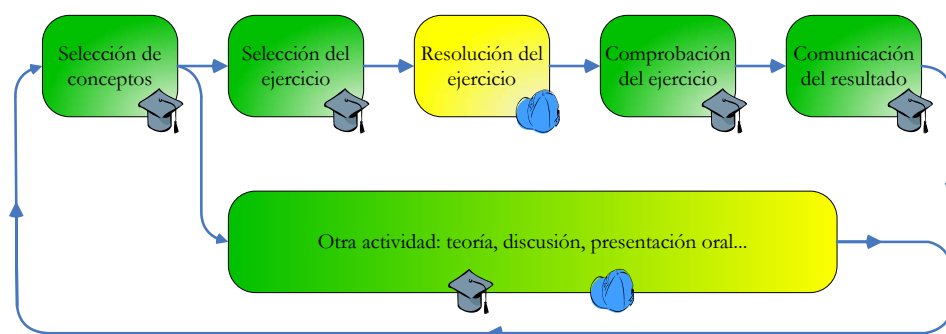 Selección de
conceptos
Selección del
ejercicio
Resolución del
ejercicio
Comprobación
del ejercicio
Comunicación
del resultado
Otra actividad: teoría, discusión, presentación oral...